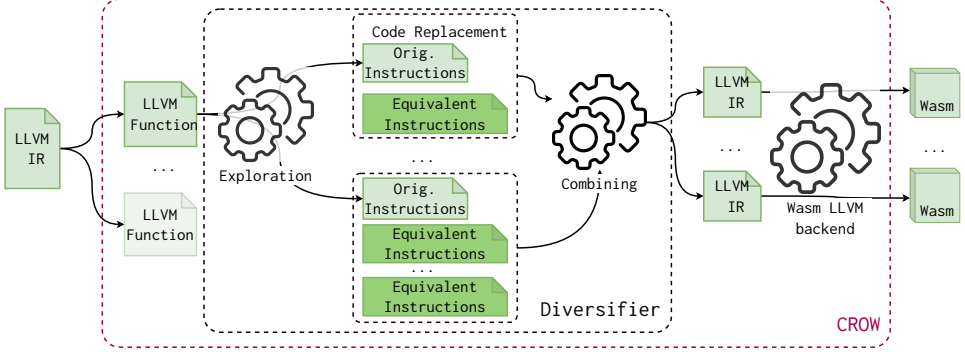 LLVM
IR
LLVM
Function
...
LLVM
Function
Exploration
Code Replacement
Orig.
Instructions
Equivalent
Instructions
...
Orig.
Instructions
Equivalent
Instructions
...
Equivalent
Instructions
Combining
Diversifier
LLVM
IR
...
LLVM
IR
Wasm LLVM
backend
CROW
Wasm
...
Wasm